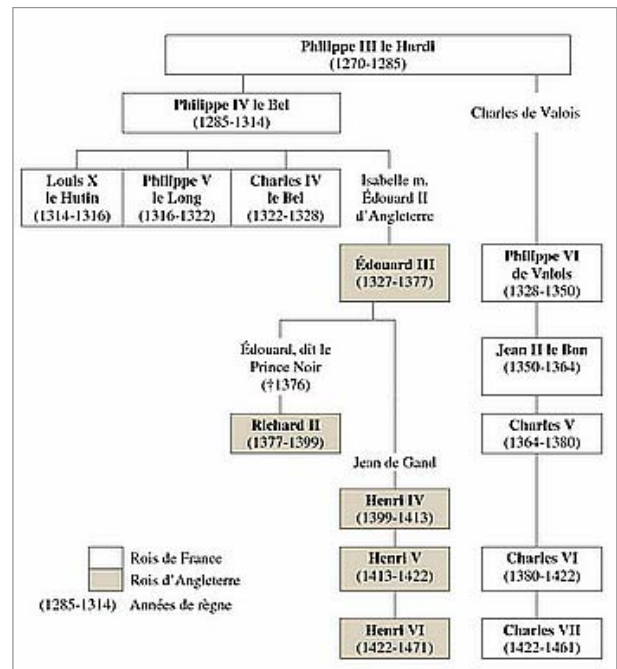 Philippe III le Hardi
(1270-1285)
Philippe IV le Bel
(1285-1314)
Charles de Valois
Louis X
le Hutin
(1314-1316)
Philippe V
le Long
(1316-1322)
Charles IV
le Bel
(1322-1328)
Isabelle m.
Édouard II
d'Angleterre
Édouard III
(1327-1377)
Philippe VI
de Valois
(1328-1350)
Édouard, dit le
Prince Noir
(†1376)
Jean II le Bon
(1350-1364)
Richard II
(1377-1399)
Charles V
(1364-1380)
Jean de Gand
Henri IV
(1399-1413)
Henri V
(1413-1422)
Charles VI
(1380-1422)
Henri VI
(1422-1471)
Charles VII
(1422-1461)
Rois de France
Rois d'Angleterre
(1285-1314) Années de règne